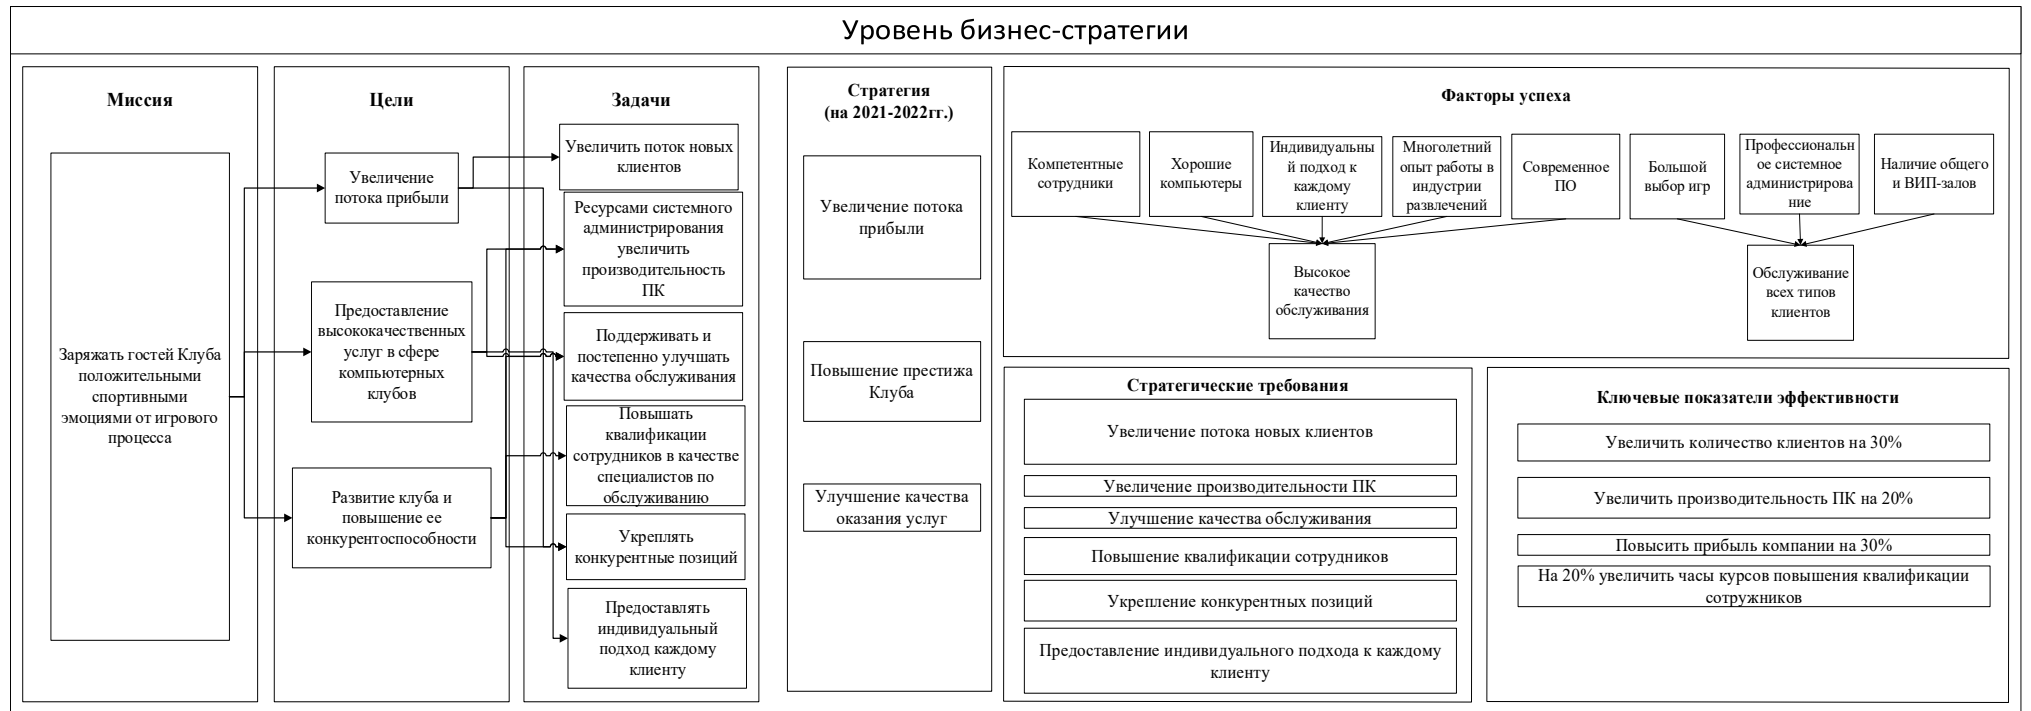 Уровень бизнес-стратегии
Миссия
Заряжать гостей Клуба
положительными
спортивными
эмоциями от игрового
процесса
Цели
Увеличение
потока прибыли
Предоставление
высококачественных
услуг в сфере
компьютерных
клубов
Развитие клуба и
повышение ее
конкурентоспособности
Задачи
Увеличить поток новых
клиентов
Ресурсами системного
администрирования
увеличить
производительность
ПК
Поддерживать и
постепенно улучшать
качества обслуживания
Повышать
квалификации
сотрудников в качестве
специалистов по
обслуживанию
Укреплять
конкурентные позиций
Предоставлять
индивидуальный
подход каждому
клиенту
Стратегия
(на 2021-2022гг.)
Увеличение потока
прибыли
Повышение престижа
Клуба
Улучшение качества
оказания услуг
Факторы успеха
Компетентные
сотрудники
Хорошие
компьютеры
Индивидуальны
й подход к
каждому
клиенту
Многолетний
опыт работы в
индустрии
развлечений
Современное
ПО
Большой
выбор игр
Профессиональн
ое системное
администрирова
ние
Наличие общего
и ВИП-залов
Высокое
качество
обслуживания
Обслуживание
всех типов
клиентов
Стратегические требования
Увеличение потока новых клиентов
Увеличение производительности ПК
Улучшение качества обслуживания
Повышение квалификации сотрудников
Укрепление конкурентных позиций
Предоставление индивидуального подхода к каждому
клиенту
Ключевые показатели эффективности
Увеличить количество клиентов на 30%
Увеличить производительность ПК на 20%
Повысить прибыль компании на 30%
На 20% увеличить часы курсов повышения квалификации
сотружников